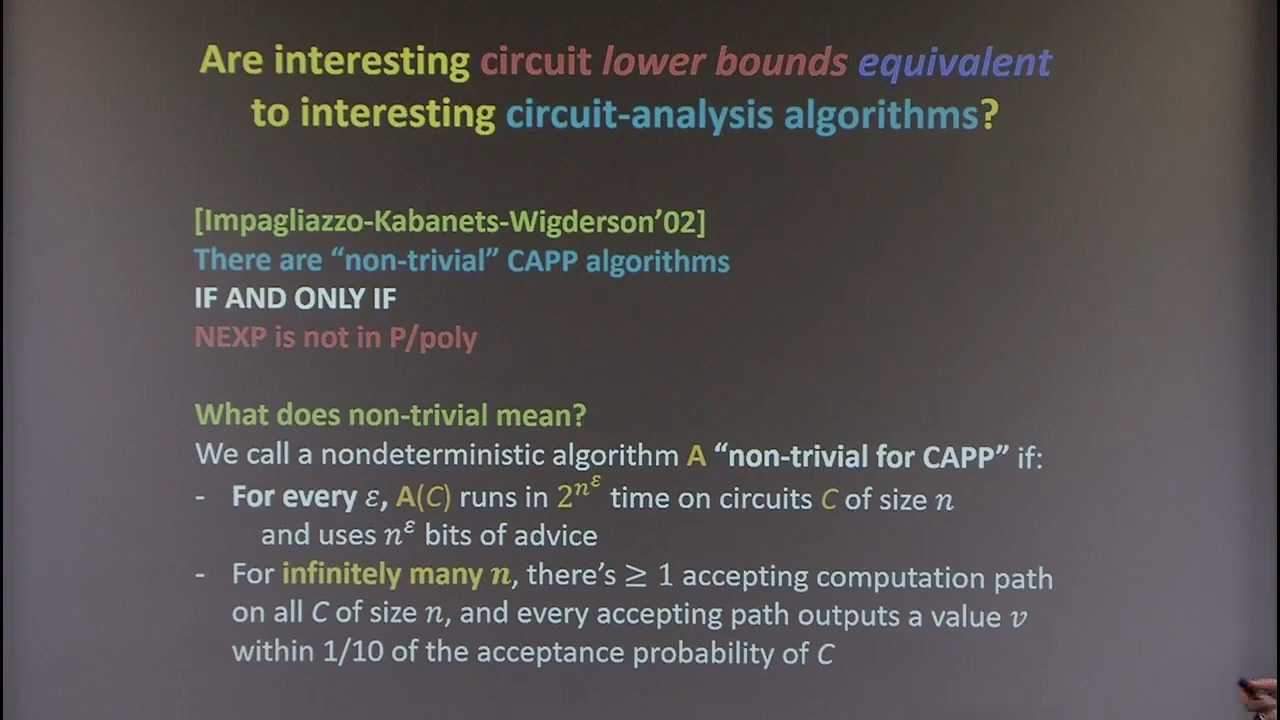 Are interesting circuit lower bounds equivalent
to interesting circuit-analysis algorithms?
[Impagliazzo-Kabanets-Wigderson’02]
There are “non-trivial” CAPP algorithms
IF AND ONLY IF
NEXP is not in P/poly
What does non-trivial mean?
We call a nondeterministic algorithm A “non-trivial for CAPP” if:
- For every ε, A(C) runs in 2^{n^ε} time on circuits C of size n
and uses n^ε bits of advice
- For infinitely many n, there’s ≥ 1 accepting computation path
on all C of size n, and every accepting path outputs a value v
within 1/10 of the acceptance probability of C